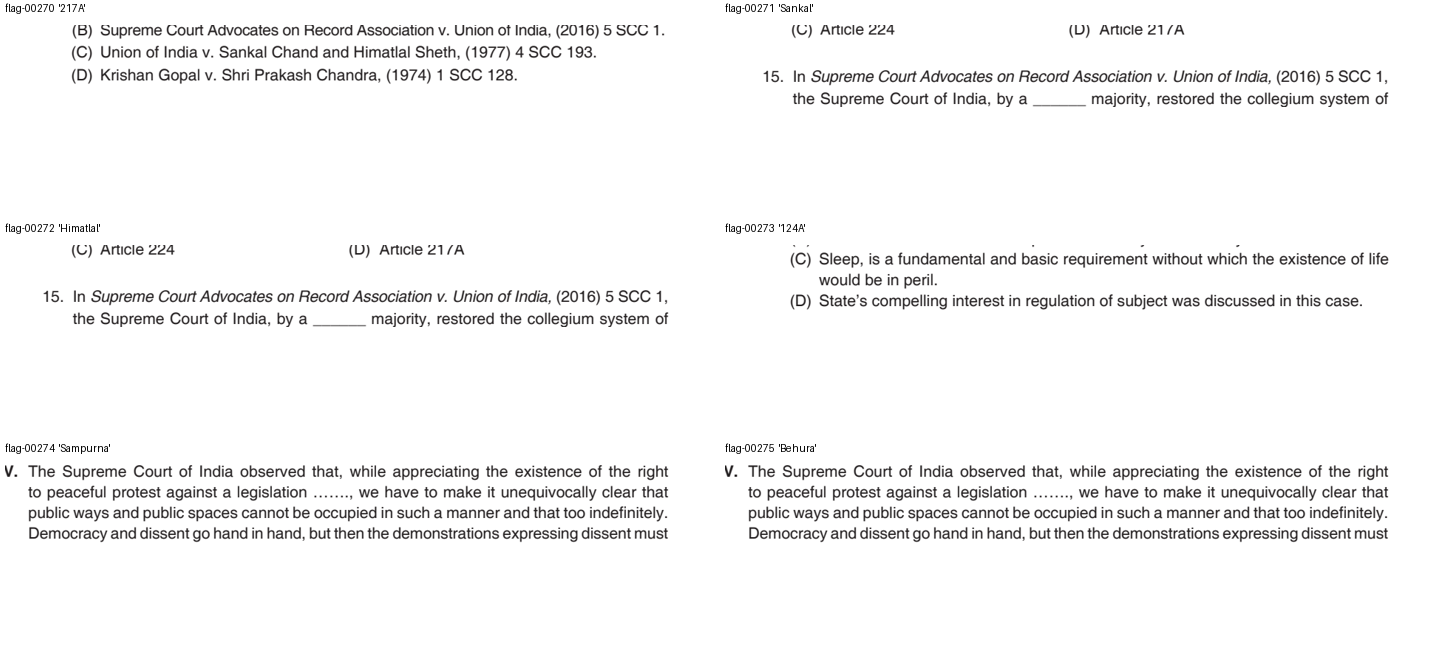 flag-00270 '217A'
(B) Supreme Court Advocates on Record Association v. Union of India, (2016) 5 SCC 1.
(C) Union of India v. Sankal Chand and Himatlal Sheth, (1977) 4 SCC 193.
(D) Krishan Gopal v. Shri Prakash Chandra, (1974) 1 SCC 128.
flag-00271 'Sankal'
(C) Article 224 (D) Article 217A
15. In Supreme Court Advocates on Record Association v. Union of India, (2016) 5 SCC 1,
the Supreme Court of India, by a ______ majority, restored the collegium system of
flag-00272 'Himatlal'
(C) Article 224 (D) Article 217A
15. In Supreme Court Advocates on Record Association v. Union of India, (2016) 5 SCC 1,
the Supreme Court of India, by a ______ majority, restored the collegium system of
flag-00273 '124A'
(C) Sleep, is a fundamental and basic requirement without which the existence of life
would be in peril.
(D) State's compelling interest in regulation of subject was discussed in this case.
flag-00274 'Sampurna'
V. The Supreme Court of India observed that, while appreciating the existence of the right
to peaceful protest against a legislation ……., we have to make it unequivocally clear that
public ways and public spaces cannot be occupied in such a manner and that too indefinitely.
Democracy and dissent go hand in hand, but then the demonstrations expressing dissent must
flag-00275 'Behura'
V. The Supreme Court of India observed that, while appreciating the existence of the right
to peaceful protest against a legislation ……., we have to make it unequivocally clear that
public ways and public spaces cannot be occupied in such a manner and that too indefinitely.
Democracy and dissent go hand in hand, but then the demonstrations expressing dissent must